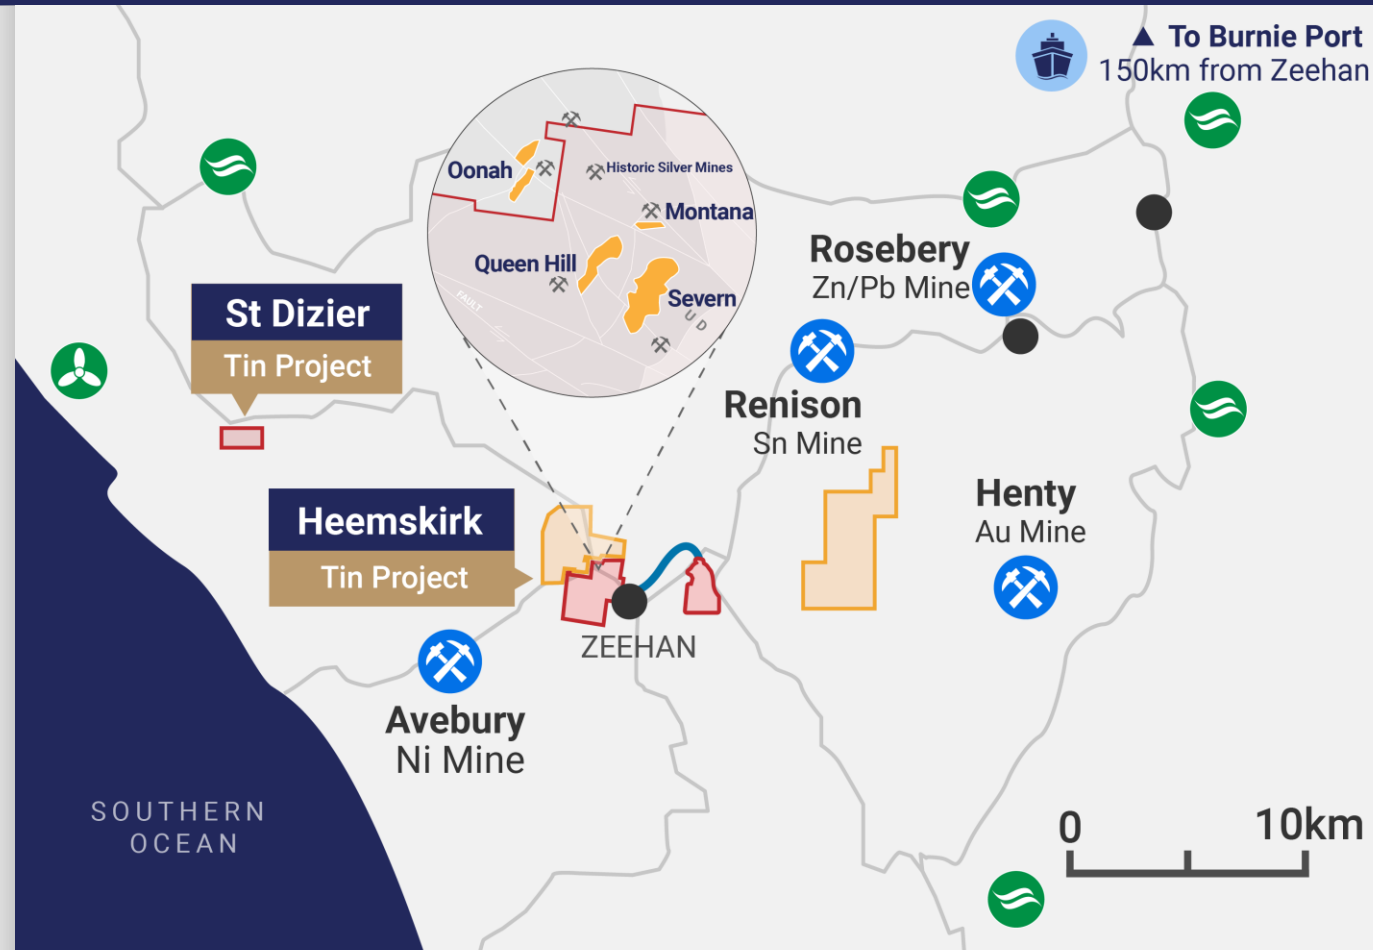 ▲ To Burnie Port
150km from Zeehan
Oonah
Historic Silver Mines
Montana
Queen Hill
Severn
FAULT
U D
Rosebery
Zn/Pb Mine
St Dizier
Tin Project
Renison
Sn Mine
Heemskirk
Tin Project
Henty
Au Mine
ZEEHAN
Avebury
Ni Mine
SOUTHERN
OCEAN
0 10km